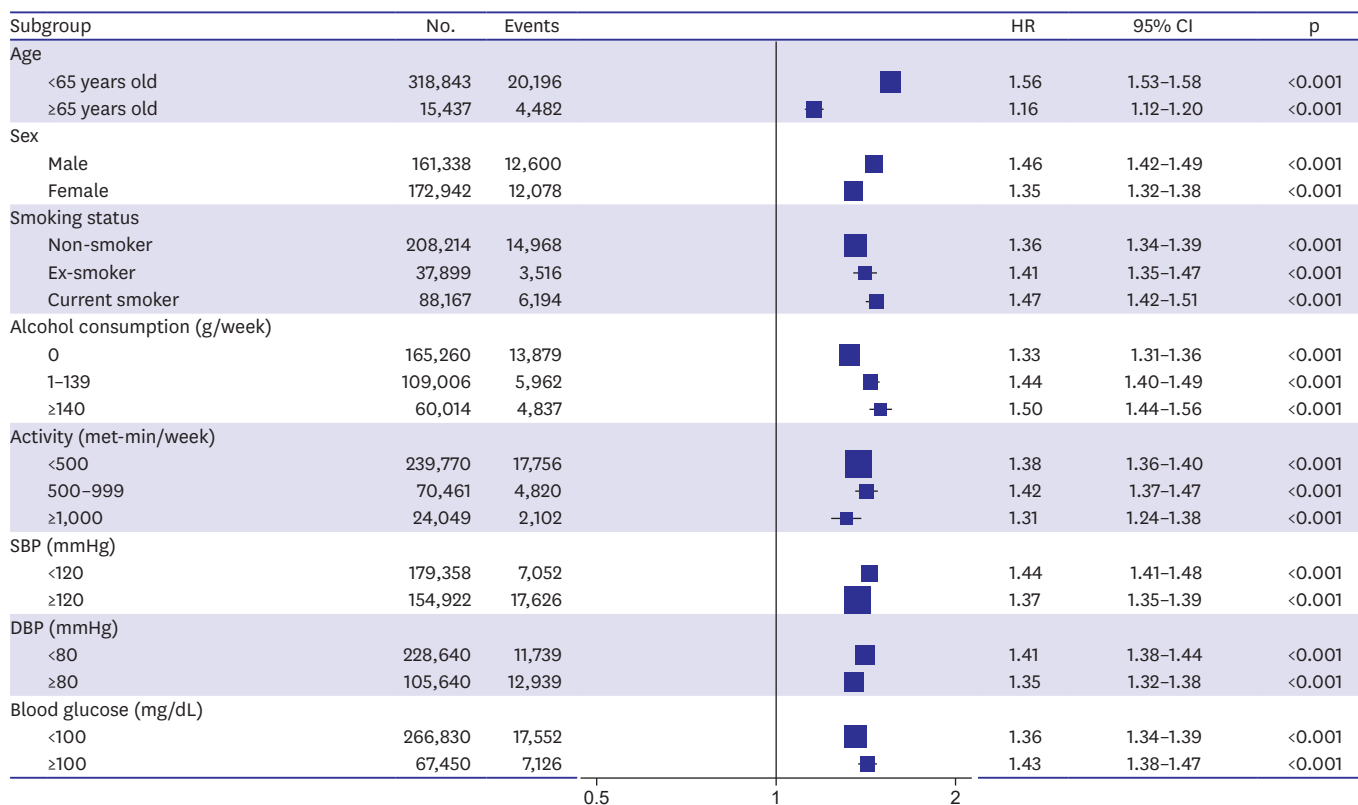 Subgroup No. Events HR 95% CI p
Age
<65 years old 318,843 20,196 1.56 1.53–1.58 <0.001
≥65 years old 15,437 4,482 1.16 1.12–1.20 <0.001
Sex
Male 161,338 12,600 1.46 1.42–1.49 <0.001
Female 172,942 12,078 1.35 1.32–1.38 <0.001
Smoking status
Non-smoker 208,214 14,968 1.36 1.34–1.39 <0.001
Ex-smoker 37,899 3,516 1.41 1.35–1.47 <0.001
Current smoker 88,167 6,194 1.47 1.42–1.51 <0.001
Alcohol consumption (g/week)
0 165,260 13,879 1.33 1.31–1.36 <0.001
1–139 109,006 5,962 1.44 1.40–1.49 <0.001
≥140 60,014 4,837 1.50 1.44–1.56 <0.001
Activity (met-min/week)
<500 239,770 17,756 1.38 1.36–1.40 <0.001
500–999 70,461 4,820 1.42 1.37–1.47 <0.001
≥1,000 24,049 2,102 1.31 1.24–1.38 <0.001
SBP (mmHg)
<120 179,358 7,052 1.44 1.41–1.48 <0.001
≥120 154,922 17,626 1.37 1.35–1.39 <0.001
DBP (mmHg)
<80 228,640 11,739 1.41 1.38–1.44 <0.001
≥80 105,640 12,939 1.35 1.32–1.38 <0.001
Blood glucose (mg/dL)
<100 266,830 17,552 1.36 1.34–1.39 <0.001
≥100 67,450 7,126 1.43 1.38–1.47 <0.001
0.5 1 2